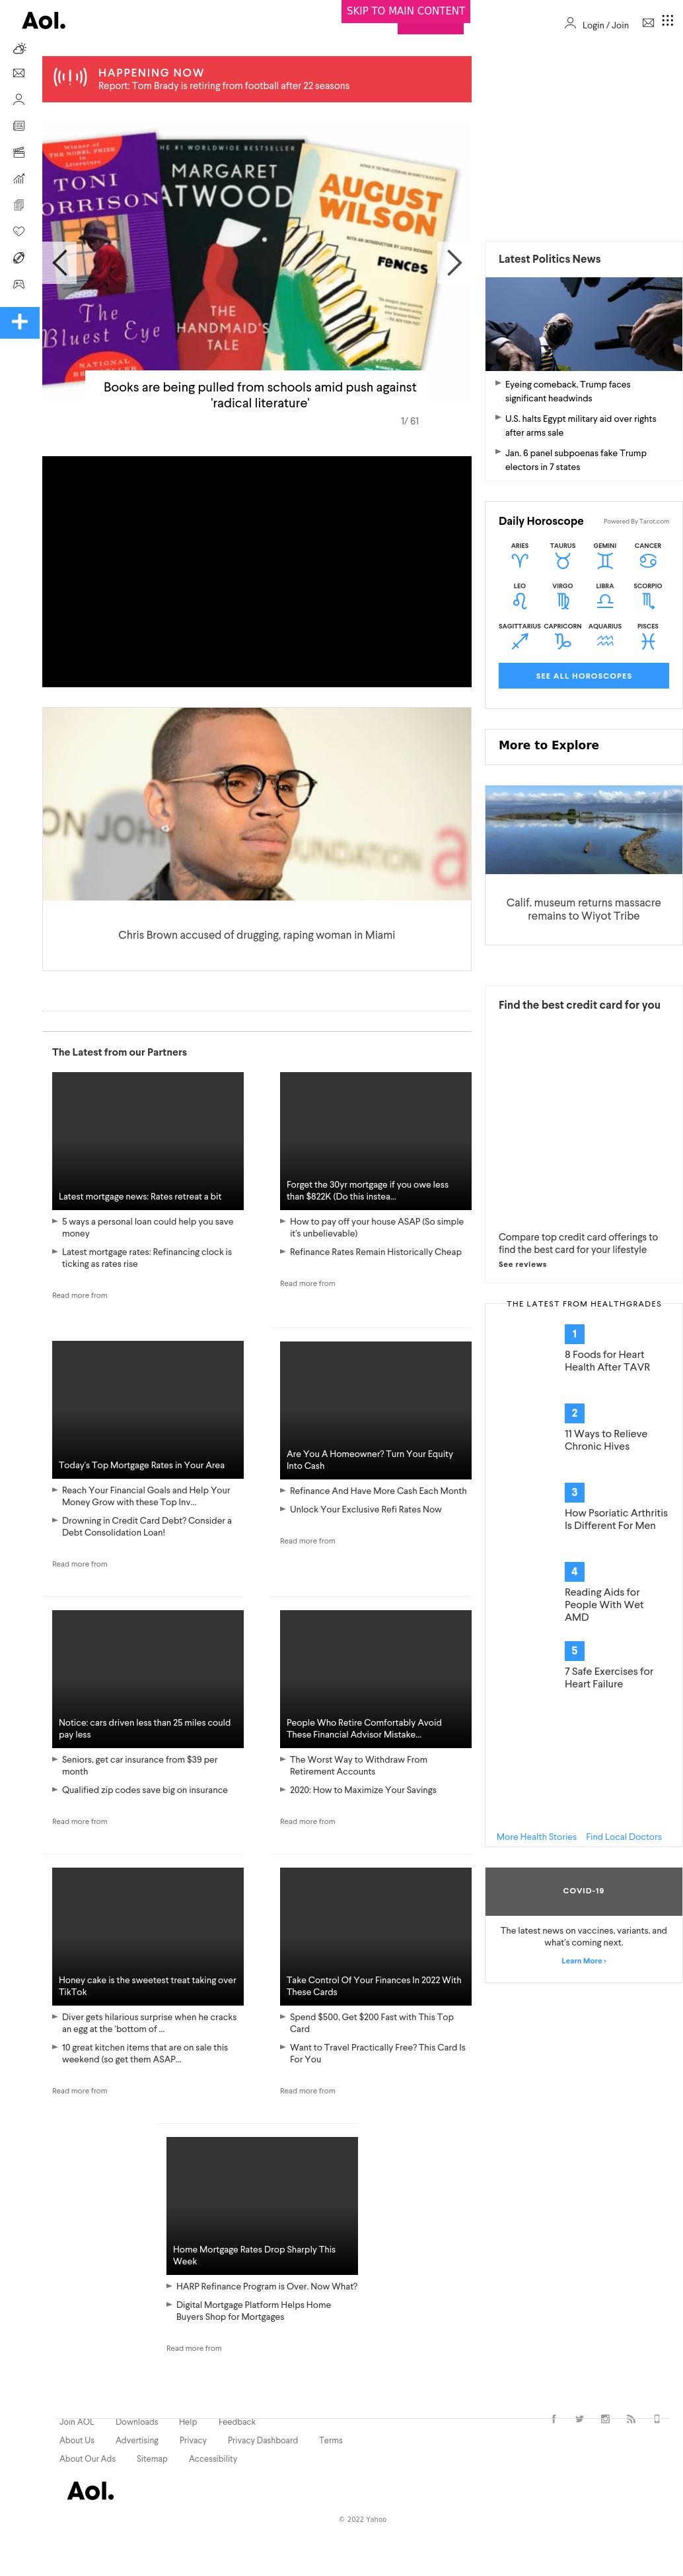 Aol.
SKIP TO MAIN CONTENT
Login / Join
HAPPENING NOW
Report: Tom Brady is retiring from football after 22 seasons
Winner of
THE NOBEL PRIZE
in Literature
TONI
MORRISON
The
Bluest Eye
NATIONAL
BESTSELLER
THE #1 WORLDWIDE BESTSELLER
MARGARET
ATWOOD
THE
HANDMAID'S
TALE
AUGUST
WILSON
FENCES
Books are being pulled from schools amid push against
'radical literature'
1/ 61
Chris Brown accused of drugging, raping woman in Miami
The Latest from our Partners
Latest mortgage news: Rates retreat a bit
5 ways a personal loan could help you save
money
Latest mortgage rates: Refinancing clock is
ticking as rates rise
Read more from
Forget the 30yr mortgage if you owe less
than $822K (Do this instea...
How to pay off your house ASAP (So simple
it's unbelievable)
Refinance Rates Remain Historically Cheap
Read more from
Today's Top Mortgage Rates in Your Area
Reach Your Financial Goals and Help Your
Money Grow with these Top Inv...
Drowning in Credit Card Debt? Consider a
Debt Consolidation Loan!
Read more from
Are You A Homeowner? Turn Your Equity
Into Cash
Refinance And Have More Cash Each Month
Unlock Your Exclusive Refi Rates Now
Read more from
Notice: cars driven less than 25 miles could
pay less
Seniors, get car insurance from $39 per
month
Qualified zip codes save big on insurance
Read more from
People Who Retire Comfortably Avoid
These Financial Advisor Mistake...
The Worst Way to Withdraw From
Retirement Accounts
2020: How to Maximize Your Savings
Read more from
Honey cake is the sweetest treat taking over
TikTok
Diver gets hilarious surprise when he cracks
an egg at the 'bottom of ...
10 great kitchen items that are on sale this
weekend (so get them ASAP...
Read more from
Take Control Of Your Finances In 2022 With
These Cards
Spend $500, Get $200 Fast with This Top
Card
Want to Travel Practically Free? This Card Is
For You
Read more from
Home Mortgage Rates Drop Sharply This
Week
HARP Refinance Program is Over. Now What?
Digital Mortgage Platform Helps Home
Buyers Shop for Mortgages
Read more from
Latest Politics News
Eyeing comeback, Trump faces
significant headwinds
U.S. halts Egypt military aid over rights
after arms sale
Jan. 6 panel subpoenas fake Trump
electors in 7 states
Daily Horoscope
Powered By Tarot.com
ARIES TAURUS GEMINI CANCER
LEO VIRGO LIBRA SCORPIO
SAGITTARIUS CAPRICORN AQUARIUS PISCES
SEE ALL HOROSCOPES
More to Explore
Calif. museum returns massacre
remains to Wiyot Tribe
Find the best credit card for you
Compare top credit card offerings to
find the best card for your lifestyle
See reviews
THE LATEST FROM HEALTHGRADES
1
8 Foods for Heart
Health After TAVR
2
11 Ways to Relieve
Chronic Hives
3
How Psoriatic Arthritis
Is Different For Men
4
Reading Aids for
People With Wet
AMD
5
7 Safe Exercises for
Heart Failure
More Health Stories Find Local Doctors
COVID-19
The latest news on vaccines, variants, and
what's coming next.
Learn More ›
Join AOL Downloads Help Feedback
About Us Advertising Privacy Privacy Dashboard Terms
About Our Ads Sitemap Accessibility
Aol.
© 2022 Yahoo